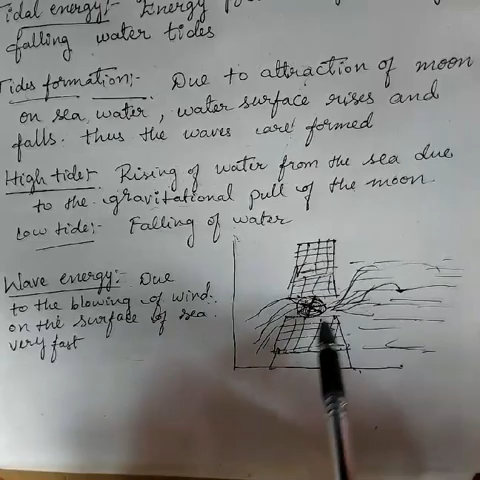 Tidal energy:- Energy
falling water tides
Tides formation:- Due to attraction of moon
on sea water, water surface rises and
falls. thus the waves are formed
High tide:- Rising of water from the sea due
to the gravitational pull of the moon.
Low tide:- Falling of water
Wave energy:- Due
to the blowing of wind
on the surface of sea
very fast